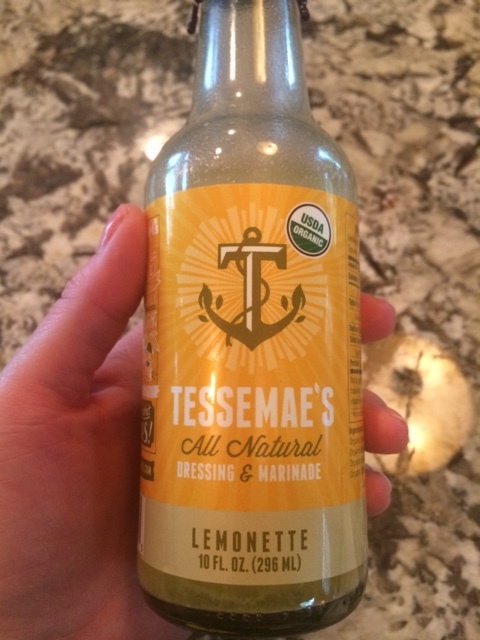 USDA
ORGANIC
T
TESSEMAE'S
All Natural
DRESSING & MARINADE
LEMONETTE
10 FL. OZ. (296 ML)